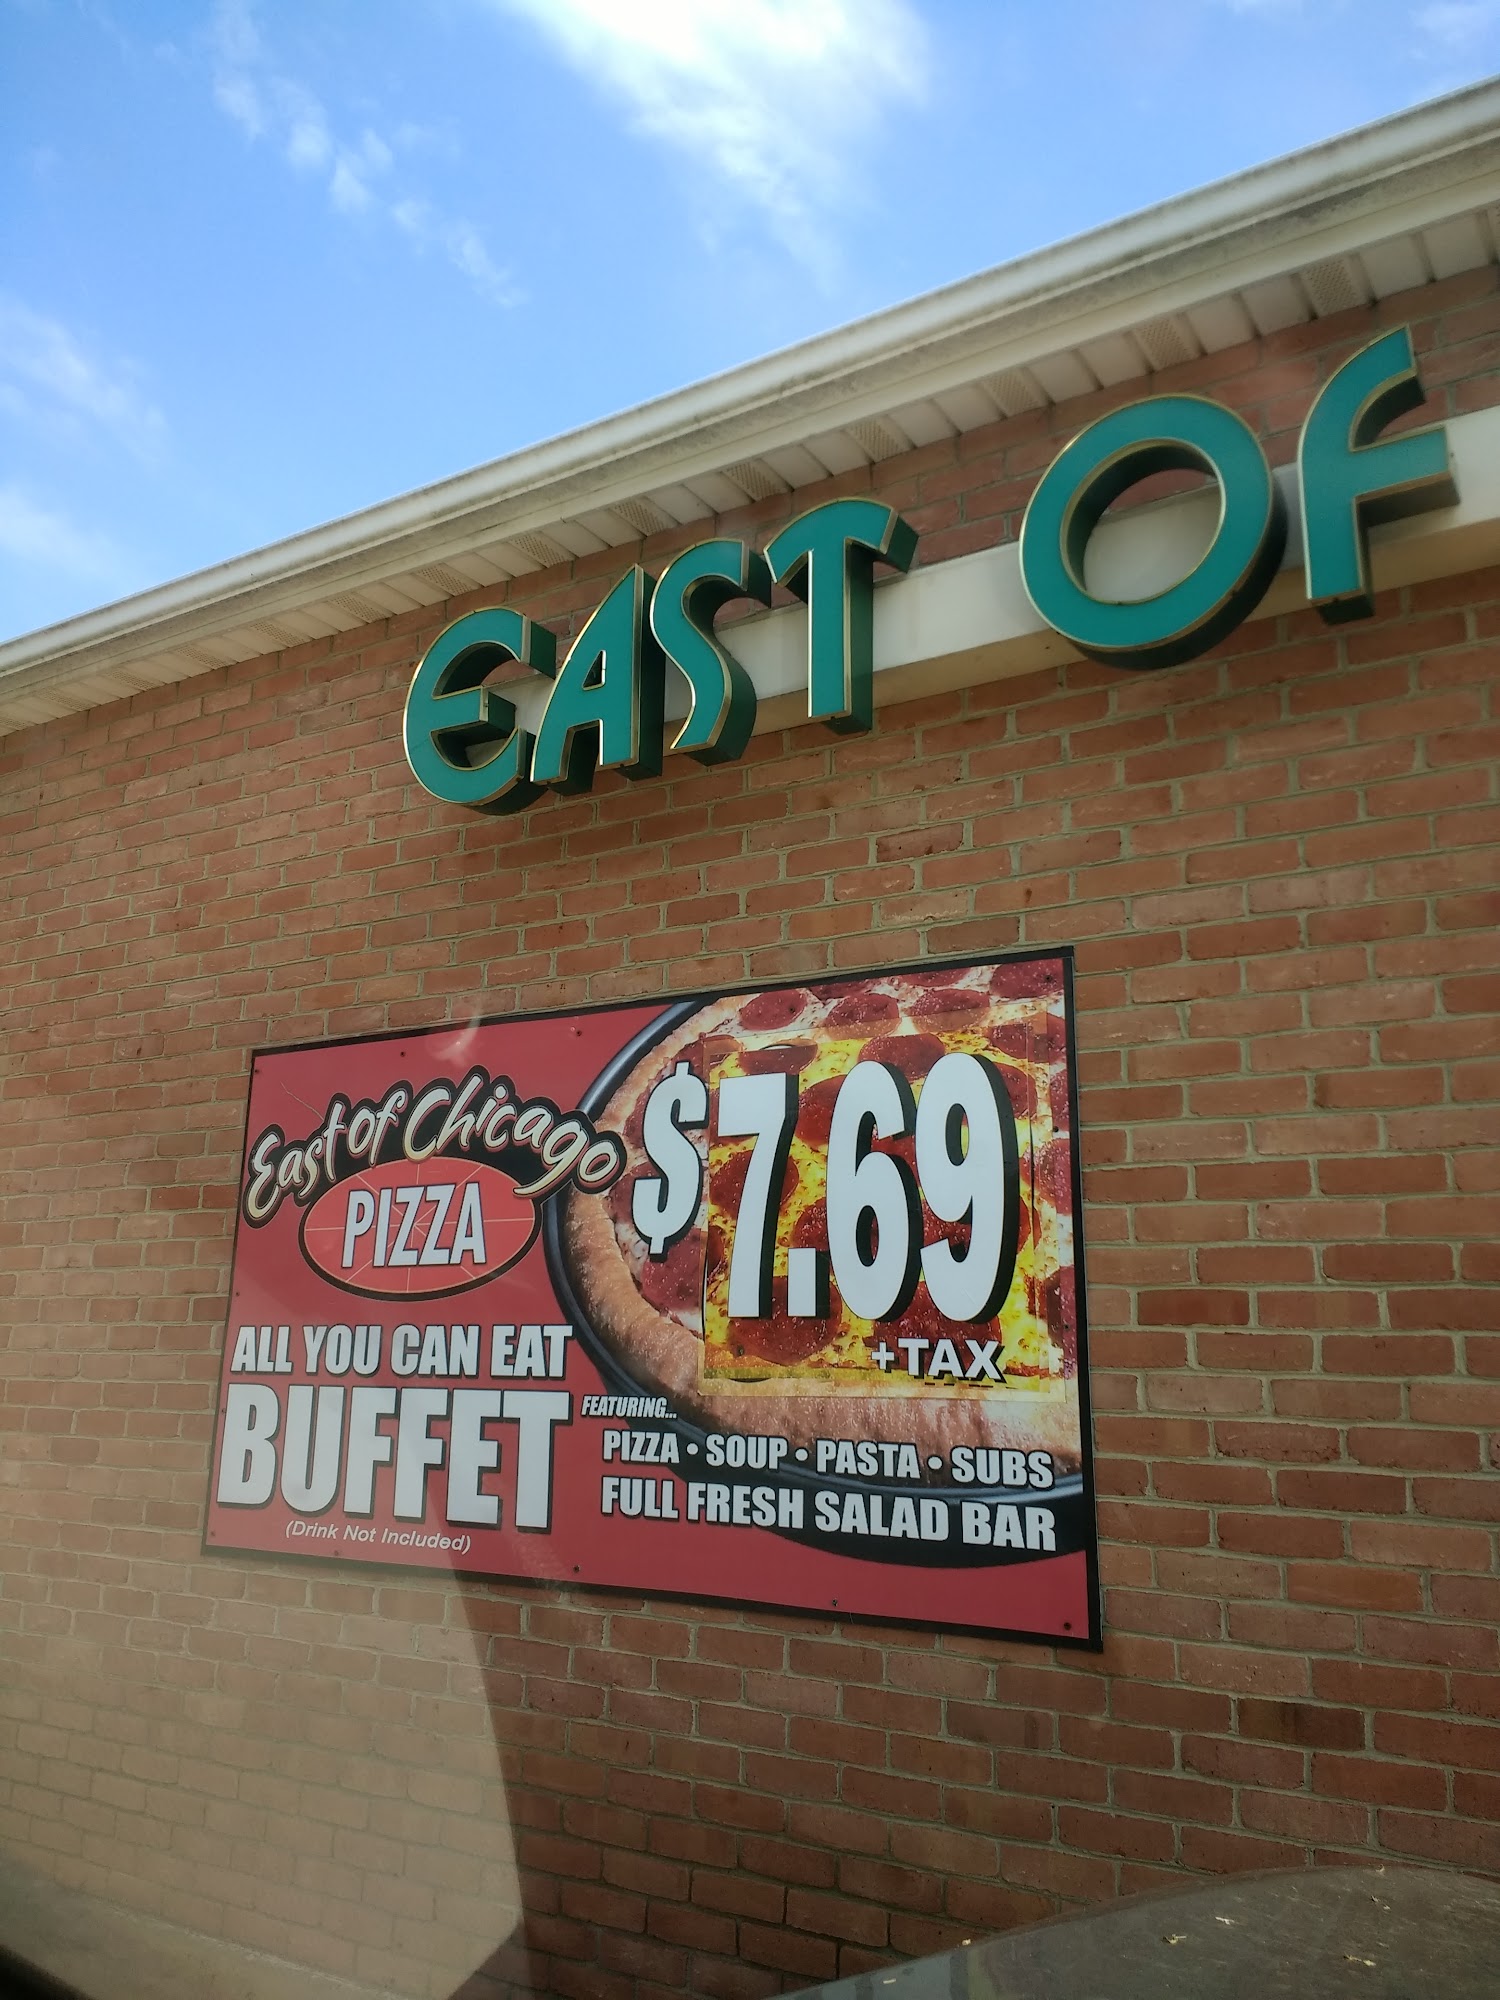 EAST OF
East of Chicago
PIZZA
$7.69
+TAX
ALL YOU CAN EAT
BUFFET
(Drink Not Included)
FEATURING...
PIZZA • SOUP • PASTA • SUBS
FULL FRESH SALAD BAR